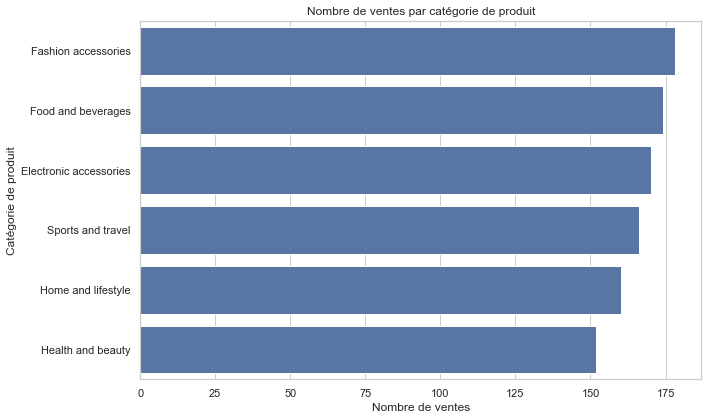 Nombre de ventes par catégorie de produit
Catégorie de produit
Fashion accessories
Food and beverages
Electronic accessories
Sports and travel
Home and lifestyle
Health and beauty
0 25 50 75 100 125 150 175
Nombre de ventes